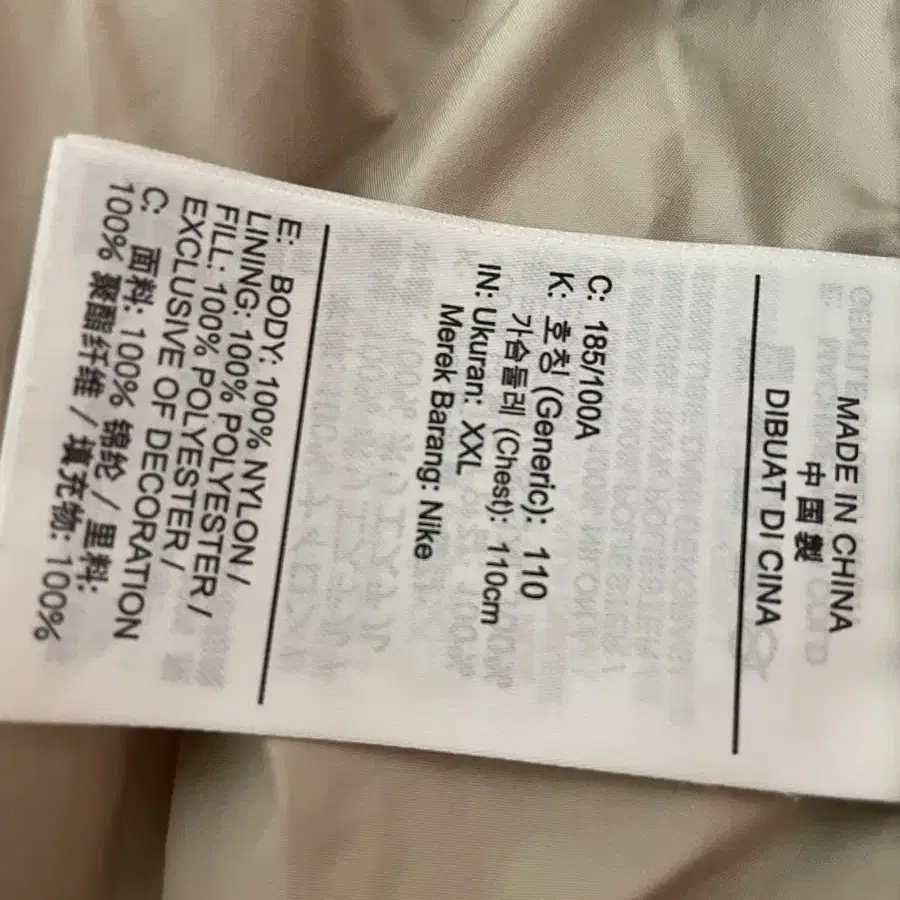 MADE IN CHINA
中国製
DIBUAT DI CINA
C: 185/100A
K: 호칭 (Generic): 110
가슴둘레 (Chest): 110cm
IN: Ukuran: XXL
Merek Barang: Nike
E: BODY: 100% NYLON /
LINING: 100% POLYESTER /
FILL: 100% POLYESTER /
EXCLUSIVE OF DECORATION
C: 面料: 100% 锦纶 / 里料:
100% 聚酯纤维 / 填充物: 100%